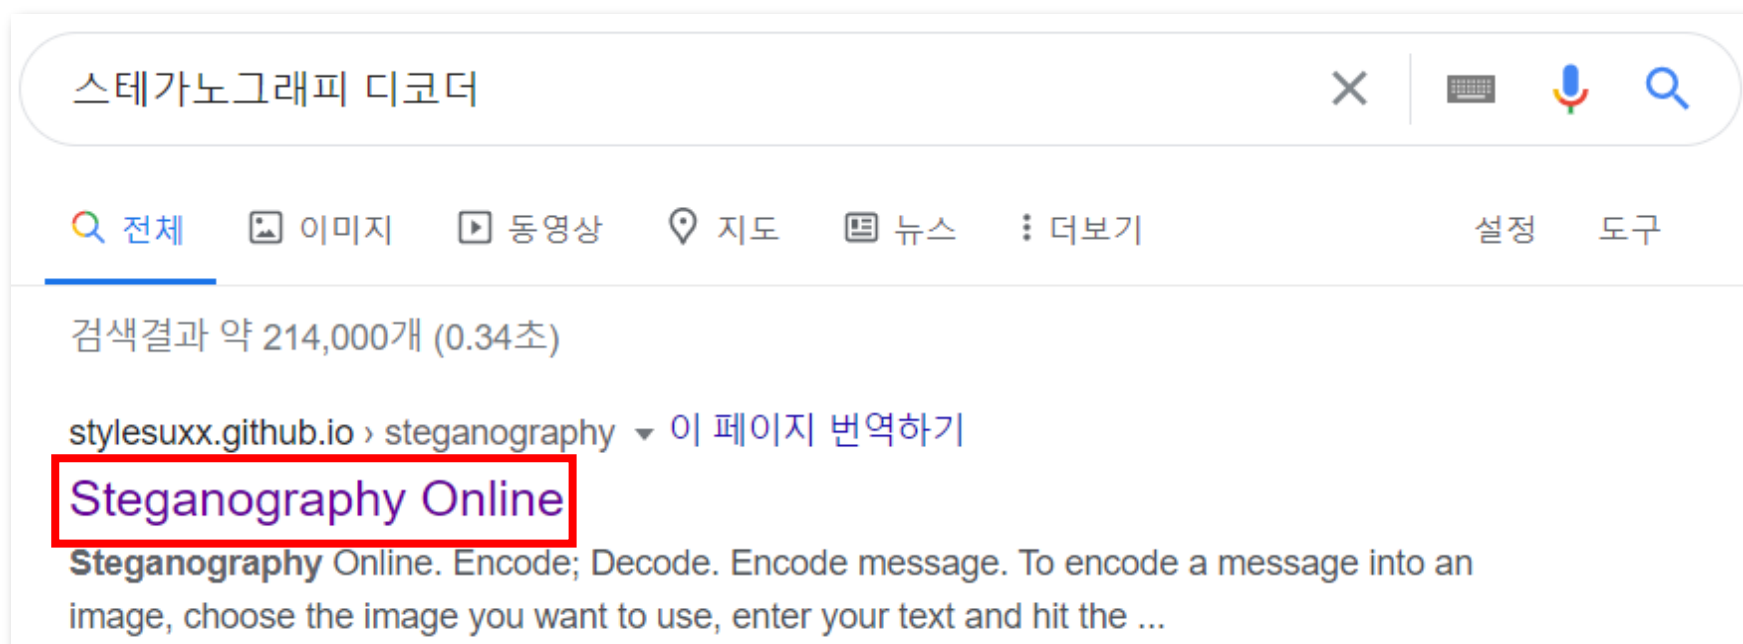 스테가노그래피 디코더
전체 이미지 동영상 지도 뉴스 더보기 설정 도구
검색결과 약 214,000개 (0.34초)
stylesuxx.github.io › steganography 이 페이지 번역하기
Steganography Online
Steganography Online. Encode; Decode. Encode message. To encode a message into an
image, choose the image you want to use, enter your text and hit the ...